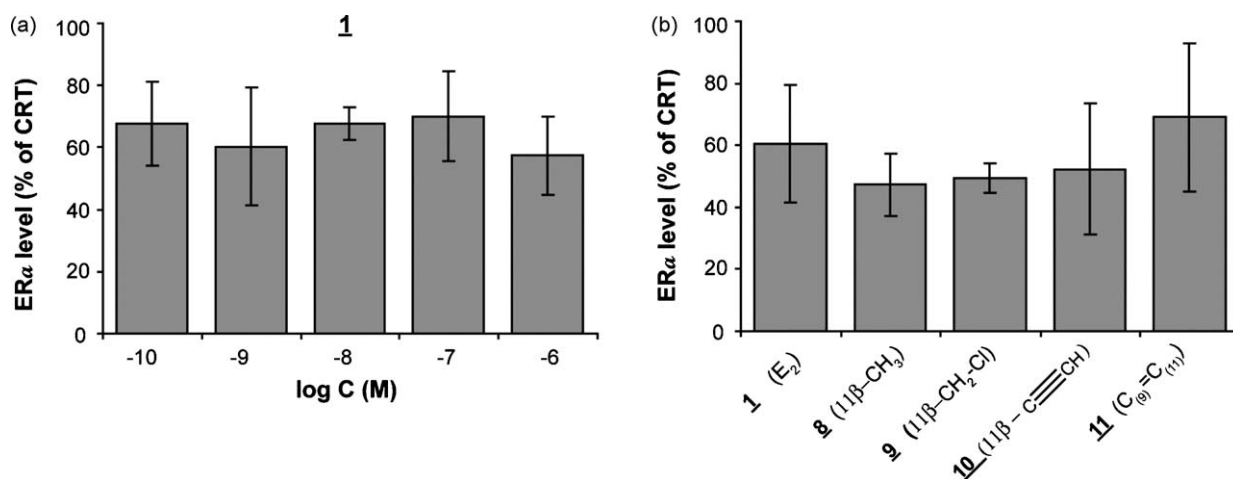 (a)
1
ERα level (% of CRT)
100
80
60
40
20
0
-10 -9 -8 -7 -6
log C (M)
(b)
ERα level (% of CRT)
100
80
60
40
20
0
1 (E₂)
8 (11β–CH₃)
9 (11β–CH₂-Cl)
10 (11β – C≡CH)
11 (C₍₉₎=C₍₁₁₎)